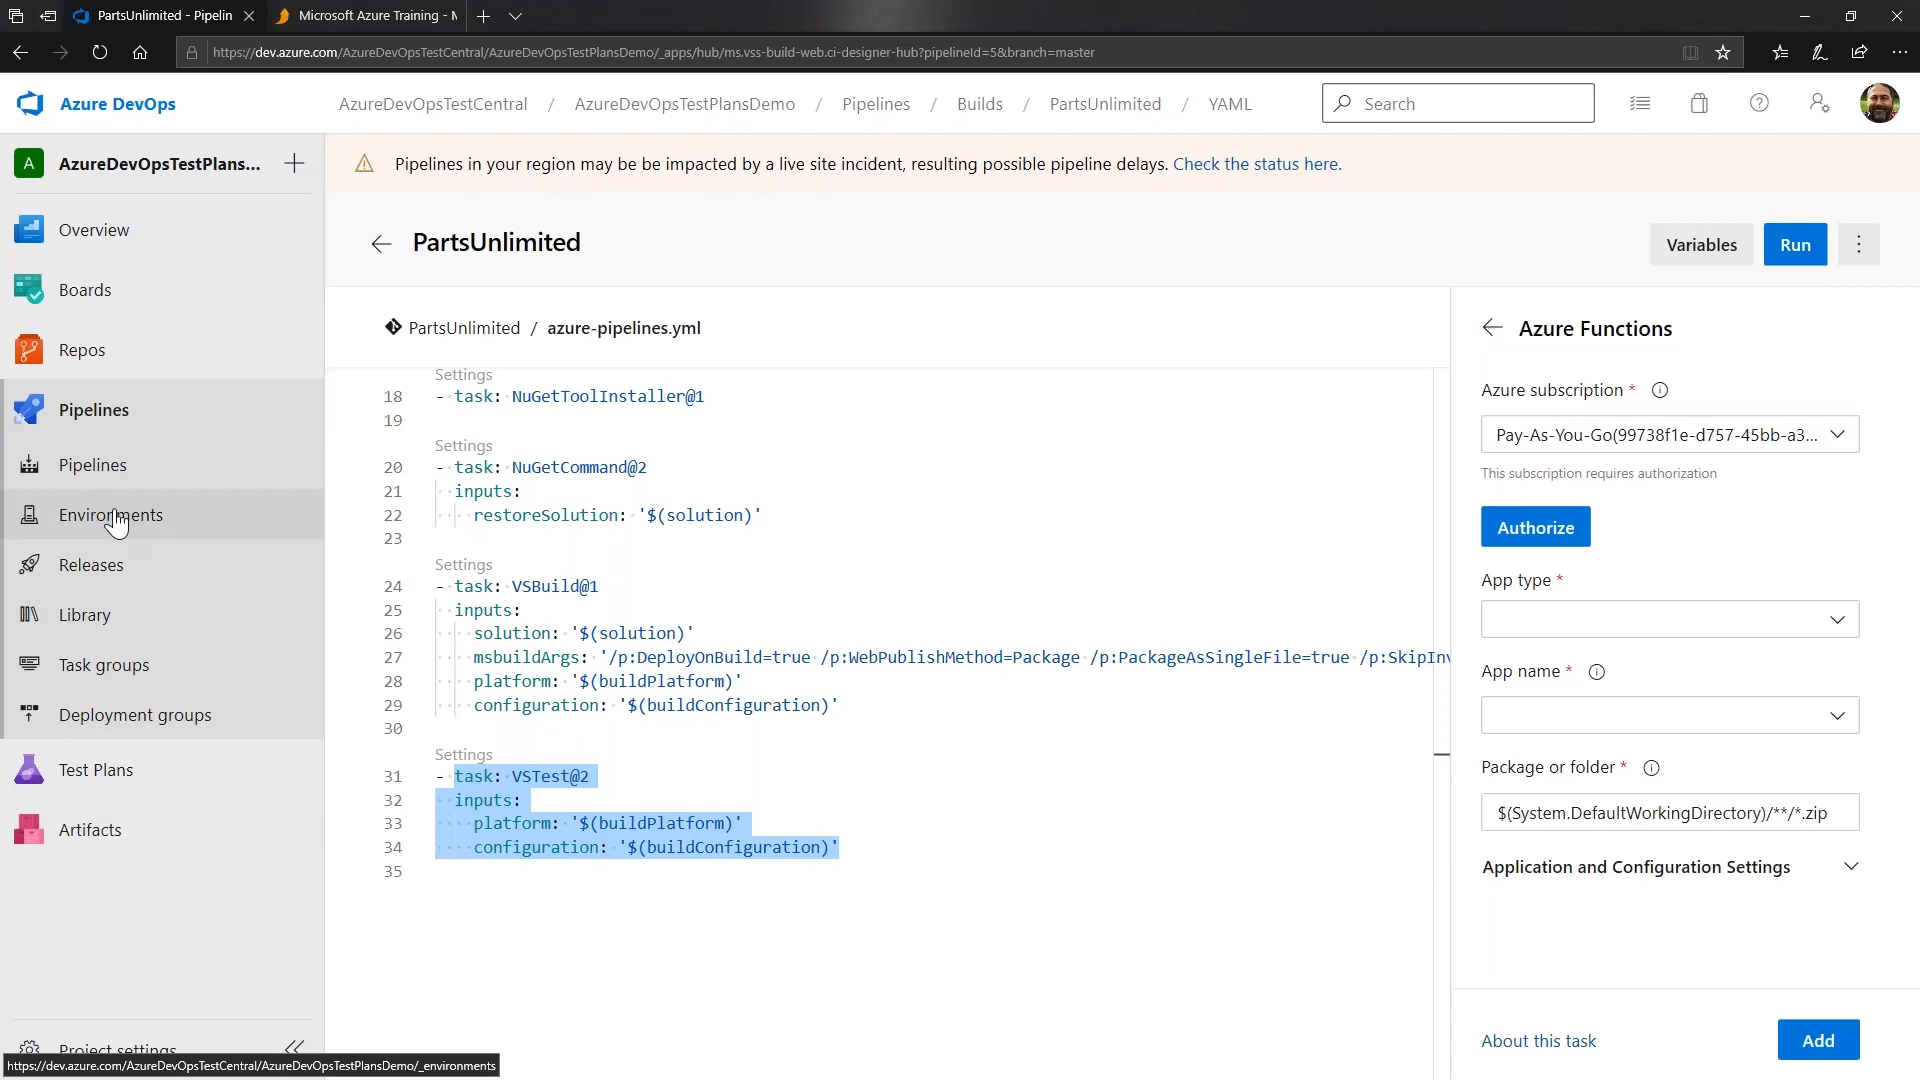 PartsUnlimited - Pipelin
Microsoft Azure Training - M
https://dev.azure.com/AzureDevOpsTestCentral/AzureDevOpsTestPlansDemo/_apps/hub/ms.vss-build-web.ci-designer-hub?pipelineId=5&branch=master
Azure DevOps
AzureDevOpsTestCentral / AzureDevOpsTestPlansDemo / Pipelines / Builds / PartsUnlimited / YAML
Search
A AzureDevOpsTestPlans...
Overview
Boards
Repos
Pipelines
Pipelines
Environments
Releases
Library
Task groups
Deployment groups
Test Plans
Artifacts
Project settings
https://dev.azure.com/AzureDevOpsTestCentral/AzureDevOpsTestPlansDemo/_environments
Pipelines in your region may be be impacted by a live site incident, resulting possible pipeline delays. Check the status here.
PartsUnlimited
Variables
Run
PartsUnlimited / azure-pipelines.yml
Settings
18 - task: NuGetToolInstaller@1
19
Settings
20 - task: NuGetCommand@2
21 inputs:
22 restoreSolution: '$(solution)'
23
Settings
24 - task: VSBuild@1
25 inputs:
26 solution: '$(solution)'
27 msbuildArgs: '/p:DeployOnBuild=true /p:WebPublishMethod=Package /p:PackageAsSingleFile=true /p:SkipInv
28 platform: '$(buildPlatform)'
29 configuration: '$(buildConfiguration)'
30
Settings
31 - task: VSTest@2
32 inputs:
33 platform: '$(buildPlatform)'
34 configuration: '$(buildConfiguration)'
35
Azure Functions
Azure subscription *
Pay-As-You-Go(99738f1e-d757-45bb-a3...
This subscription requires authorization
Authorize
App type *
App name *
Package or folder *
$(System.DefaultWorkingDirectory)/**/*.zip
Application and Configuration Settings
About this task
Add